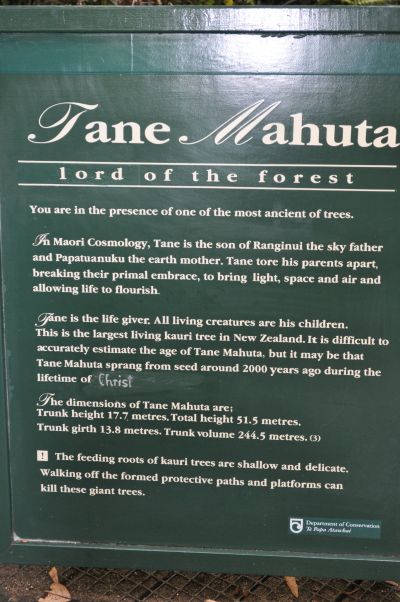 Tane Mahuta
lord of the forest
You are in the presence of one of the most ancient of trees.
In Maori Cosmology, Tane is the son of Ranginui the sky father
and Papatuanuku the earth mother. Tane tore his parents apart,
breaking their primal embrace, to bring light, space and air and
allowing life to flourish.
Tane is the life giver. All living creatures are his children.
This is the largest living kauri tree in New Zealand. It is difficult to
accurately estimate the age of Tane Mahuta, but it may be that
Tane Mahuta sprang from seed around 2000 years ago during the
lifetime of Christ
The dimensions of Tane Mahuta are;
Trunk height 17.7 metres. Total height 51.5 metres.
Trunk girth 13.8 metres. Trunk volume 244.5 metres. (3)
! The feeding roots of kauri trees are shallow and delicate.
Walking off the formed protective paths and platforms can
kill these giant trees.
Department of Conservation
Te Papa Atawhai